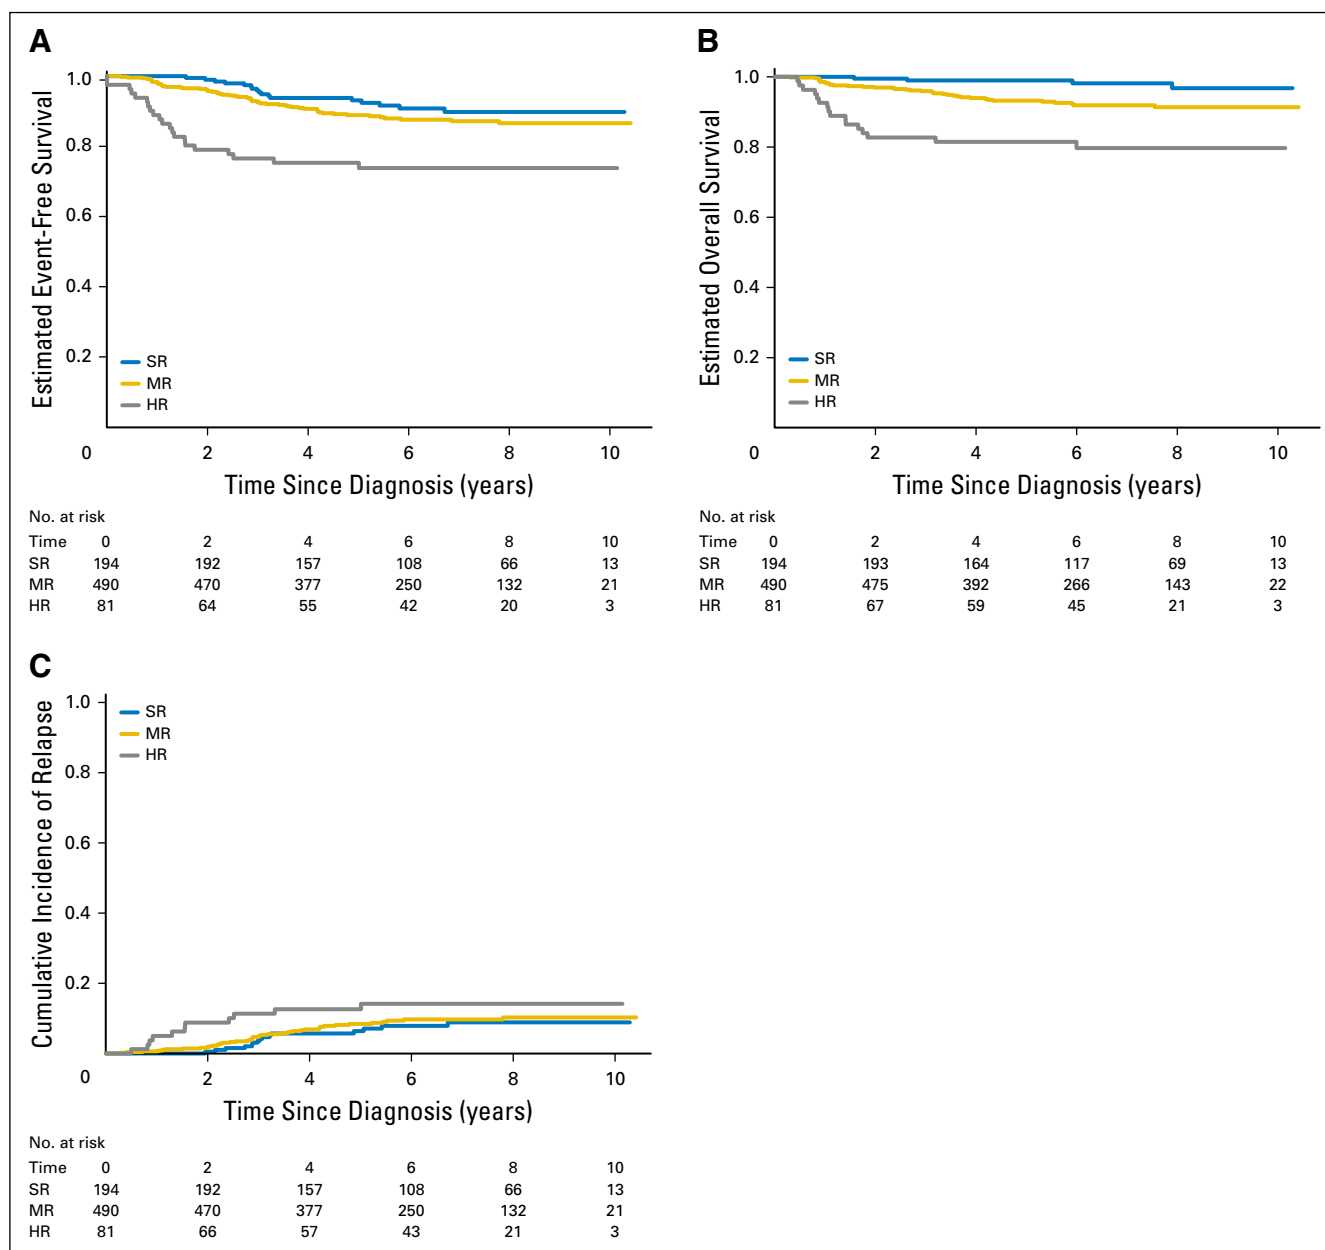 A
Estimated Event-Free Survival
1.0
0.8
0.6
0.4
0.2
SR
MR
HR
0 2 4 6 8 10
Time Since Diagnosis (years)
No. at risk
Time 0 2 4 6 8 10
SR 194 192 157 108 66 13
MR 490 470 377 250 132 21
HR 81 64 55 42 20 3
B
Estimated Overall Survival
1.0
0.8
0.6
0.4
0.2
SR
MR
HR
0 2 4 6 8 10
Time Since Diagnosis (years)
No. at risk
Time 0 2 4 6 8 10
SR 194 193 164 117 69 13
MR 490 475 392 266 143 22
HR 81 67 59 45 21 3
C
Cumulative Incidence of Relapse
1.0
0.8
0.6
0.4
0.2
SR
MR
HR
0 2 4 6 8 10
Time Since Diagnosis (years)
No. at risk
Time 0 2 4 6 8 10
SR 194 192 157 108 66 13
MR 490 470 377 250 132 21
HR 81 66 57 43 21 3